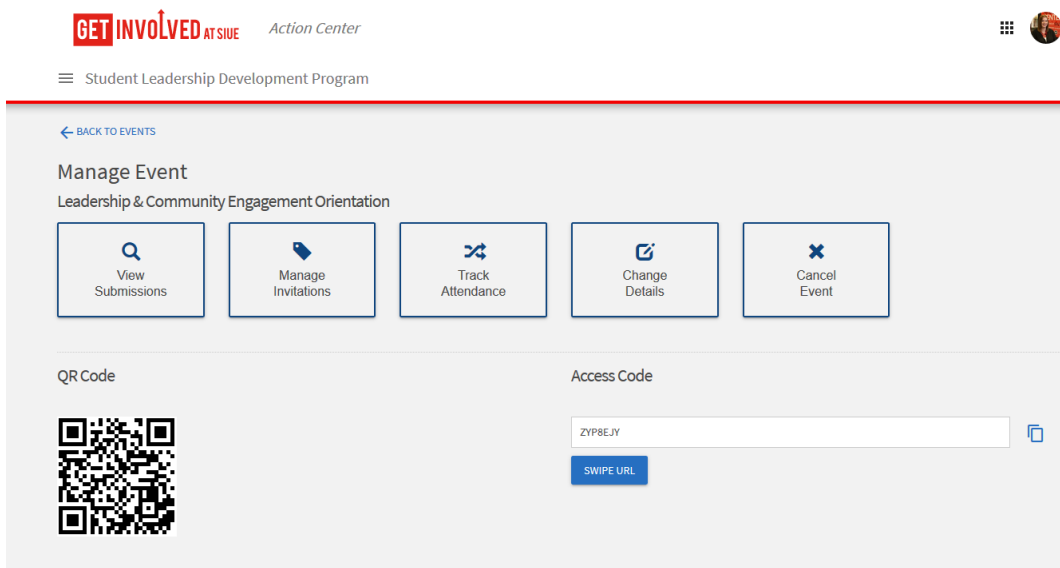 GET INVOLVED AT SIUE Action Center
Student Leadership Development Program
BACK TO EVENTS
Manage Event
Leadership & Community Engagement Orientation
View
Submissions
Manage
Invitations
Track
Attendance
Change
Details
Cancel
Event
QR Code
Access Code
ZYP8EJY
SWIPE URL